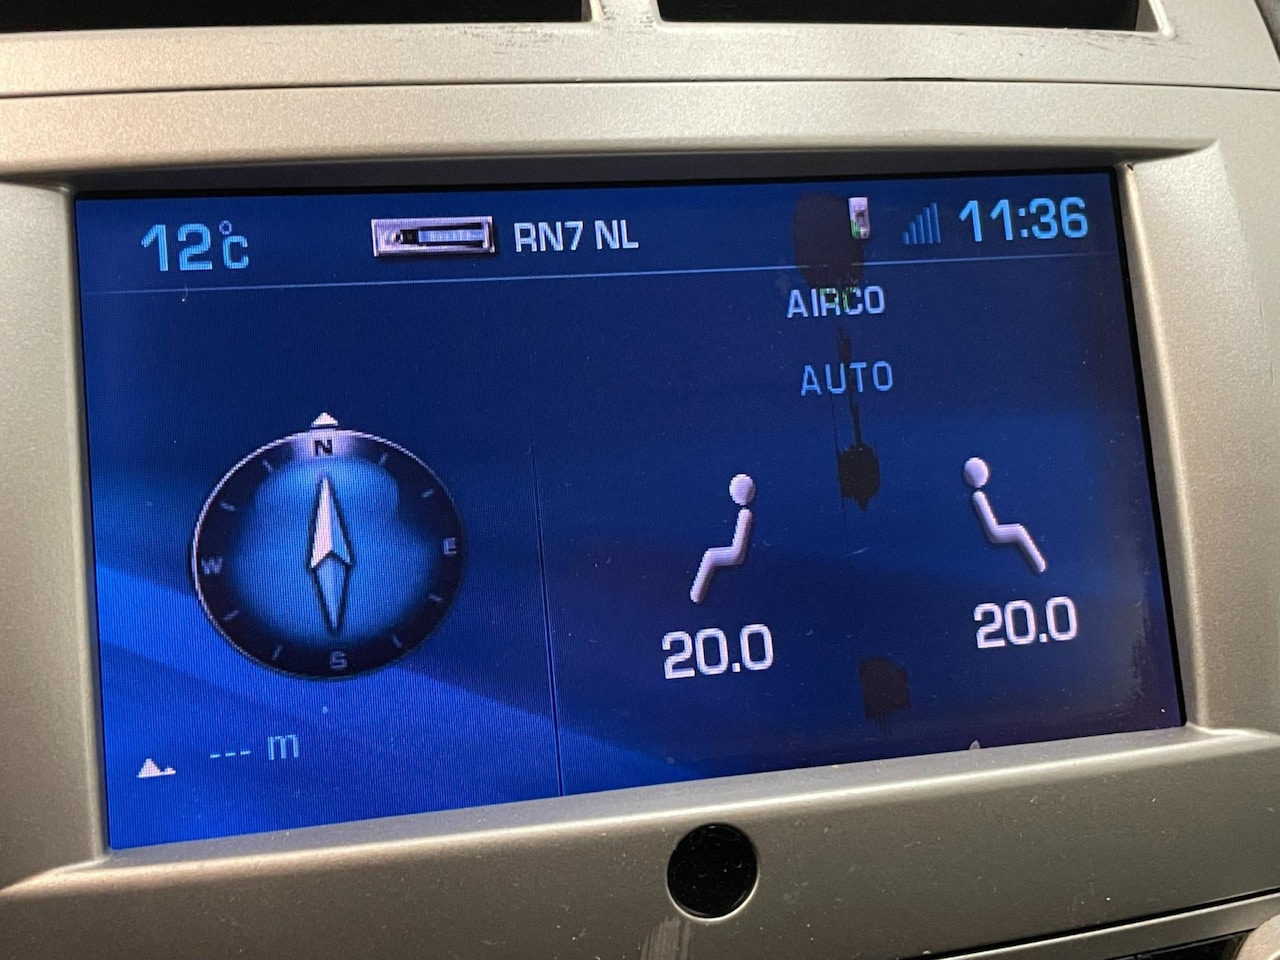 12°C RN7 NL 11:36
AIRCO
AUTO
N
W E
S
20.0 20.0
--- m